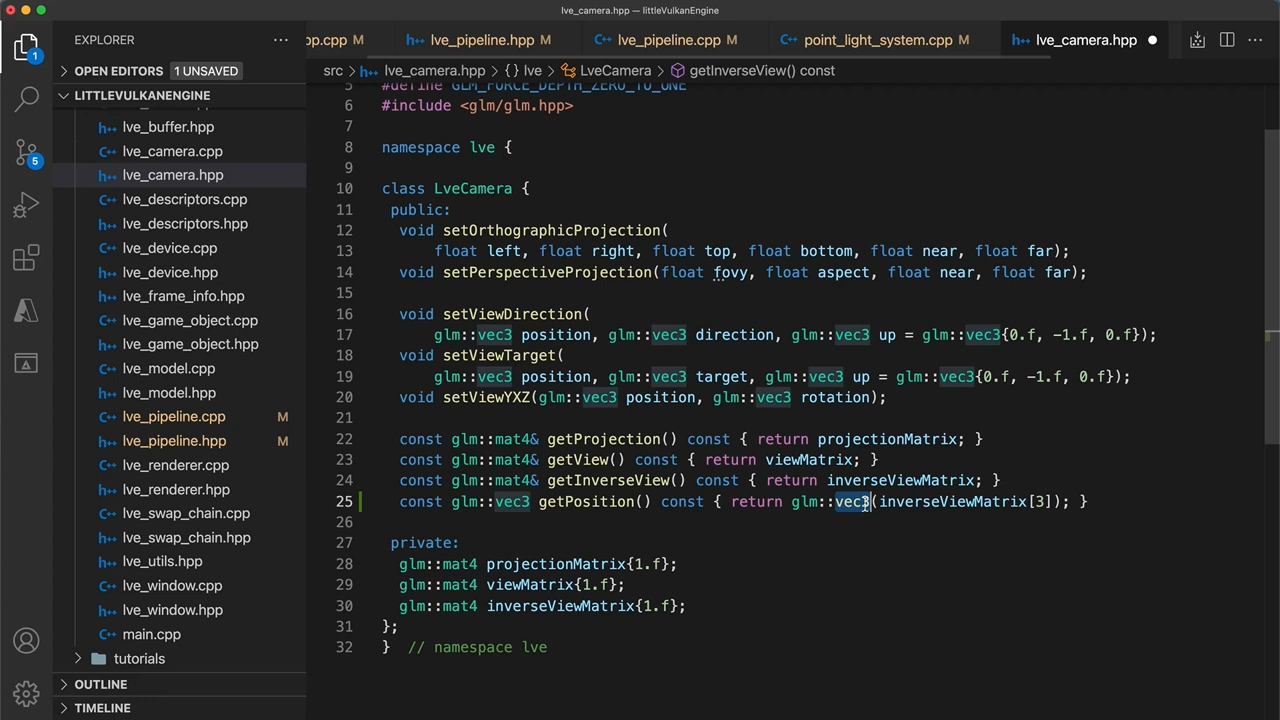 lve_camera.hpp — littleVulkanEngine
EXPLORER
OPEN EDITORS 1 UNSAVED
LITTLEVULKANENGINE
lve_buffer.hpp
lve_camera.cpp
lve_camera.hpp
lve_descriptors.cpp
lve_descriptors.hpp
lve_device.cpp
lve_device.hpp
lve_frame_info.hpp
lve_game_object.cpp
lve_game_object.hpp
lve_model.cpp
lve_model.hpp
lve_pipeline.cpp M
lve_pipeline.hpp M
lve_renderer.cpp
lve_renderer.hpp
lve_swap_chain.cpp
lve_swap_chain.hpp
lve_utils.hpp
lve_window.cpp
lve_window.hpp
main.cpp
tutorials
OUTLINE
TIMELINE
1
5
pp.cpp M lve_pipeline.hpp M lve_pipeline.cpp M point_light_system.cpp M lve_camera.hpp
src > lve_camera.hpp > {} lve > LveCamera > getInverseView() const
5 #define GLM_FORCE_DEPTH_ZERO_TO_ONE
6 #include <glm/glm.hpp>
7
8 namespace lve {
9
10 class LveCamera {
11 public:
12 void setOrthographicProjection(
13 float left, float right, float top, float bottom, float near, float far);
14 void setPerspectiveProjection(float fovy, float aspect, float near, float far);
15
16 void setViewDirection(
17 glm::vec3 position, glm::vec3 direction, glm::vec3 up = glm::vec3{0.f, -1.f, 0.f});
18 void setViewTarget(
19 glm::vec3 position, glm::vec3 target, glm::vec3 up = glm::vec3{0.f, -1.f, 0.f});
20 void setViewYXZ(glm::vec3 position, glm::vec3 rotation);
21
22 const glm::mat4& getProjection() const { return projectionMatrix; }
23 const glm::mat4& getView() const { return viewMatrix; }
24 const glm::mat4& getInverseView() const { return inverseViewMatrix; }
25 const glm::vec3 getPosition() const { return glm::vec3(inverseViewMatrix[3]); }
26
27 private:
28 glm::mat4 projectionMatrix{1.f};
29 glm::mat4 viewMatrix{1.f};
30 glm::mat4 inverseViewMatrix{1.f};
31 };
32 } // namespace lve